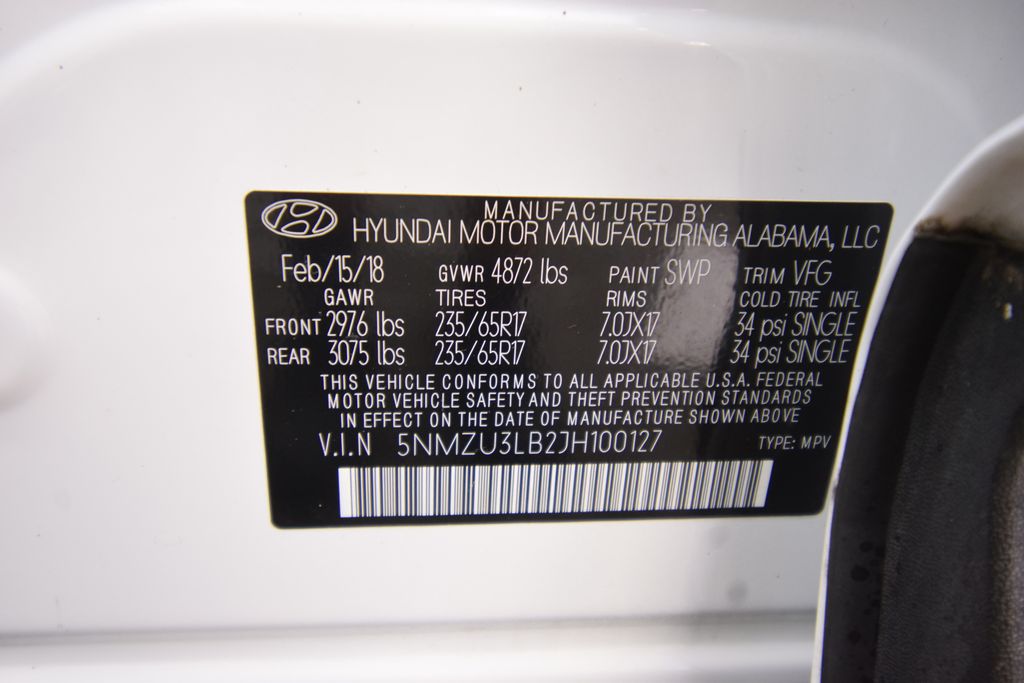 MANUFACTURED BY
HYUNDAI MOTOR MANUFACTURING ALABAMA, LLC
Feb/15/18 GVWR 4872 lbs PAINT SWP TRIM VFG
GAWR TIRES RIMS COLD TIRE INFL
FRONT 2976 lbs 235/65R17 7.0JX17 34 psi SINGLE
REAR 3075 lbs 235/65R17 7.0JX17 34 psi SINGLE
THIS VEHICLE CONFORMS TO ALL APPLICABLE U.S.A. FEDERAL
MOTOR VEHICLE SAFETY AND THEFT PREVENTION STANDARDS
IN EFFECT ON THE DATE OF MANUFACTURE SHOWN ABOVE
V.I.N 5NMZU3LB2JH100127 TYPE: MPV